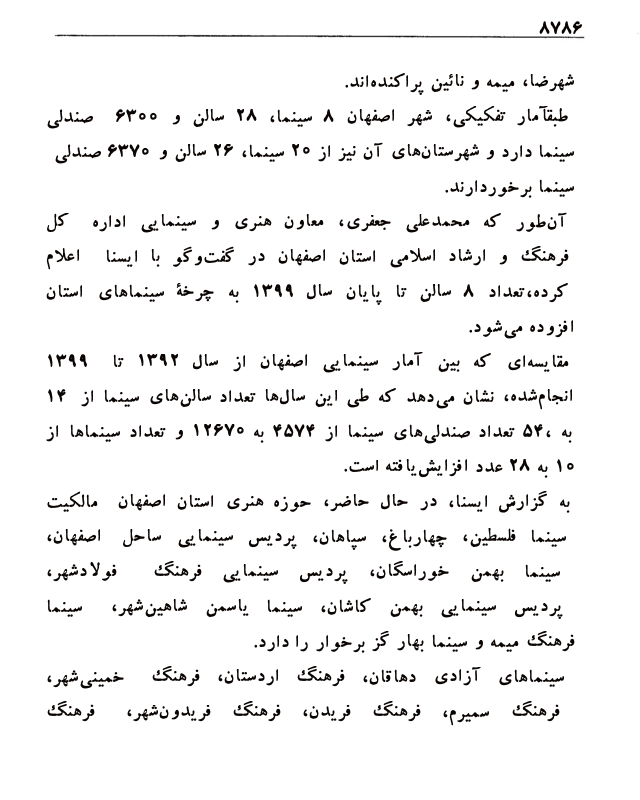 ۸۷۸۶
شهرضا، میمه و نائین پراکنده‌اند.
طبقآمار تفکیکی، شهر اصفهان ۸ سینما، ۲۸ سالن و ۶۳۰۰ صندلی
سینما دارد و شهرستان‌های آن نیز از ۲۰ سینما، ۲۶ سالن و ۶۳۷۰ صندلی
سینما برخوردارند.
آن‌طور که محمدعلی جعفری، معاون هنری و سینمایی اداره کل
فرهنگ و ارشاد اسلامی استان اصفهان در گفت‌وگو با ایسنا اعلام
کرده،تعداد ۸ سالن تا پایان سال ۱۳۹۹ به چرخهٔ سینماهای استان
افزوده می‌شود.
مقایسه‌ای که بین آمار سینمایی اصفهان از سال ۱۳۹۲ تا ۱۳۹۹
انجام‌شده، نشان می‌دهد که طی این سال‌ها تعداد سالن‌های سینما از ۱۴
به ،۵۴ تعداد صندلی‌های سینما از ۴۵۷۴ به ۱۲۶۷۰ و تعداد سینماها از
۱۰ به ۲۸ عدد افزایش‌یافته است.
به گزارش ایسنا، در حال حاضر، حوزه هنری استان اصفهان مالکیت
سینما فلسطین، چهارباغ، سپاهان، پردیس سینمایی ساحل اصفهان،
سینما بهمن خوراسگان، پردیس سینمایی فرهنگ فولادشهر،
پردیس سینمایی بهمن کاشان، سینما یاسمن شاهین‌شهر، سینما
فرهنگ میمه و سینما بهار گز برخوار را دارد.
سینماهای آزادی دهاقان، فرهنگ اردستان، فرهنگ خمینی‌شهر،
فرهنگ سمیرم، فرهنگ فریدن، فرهنگ فریدون‌شهر، فرهنگ